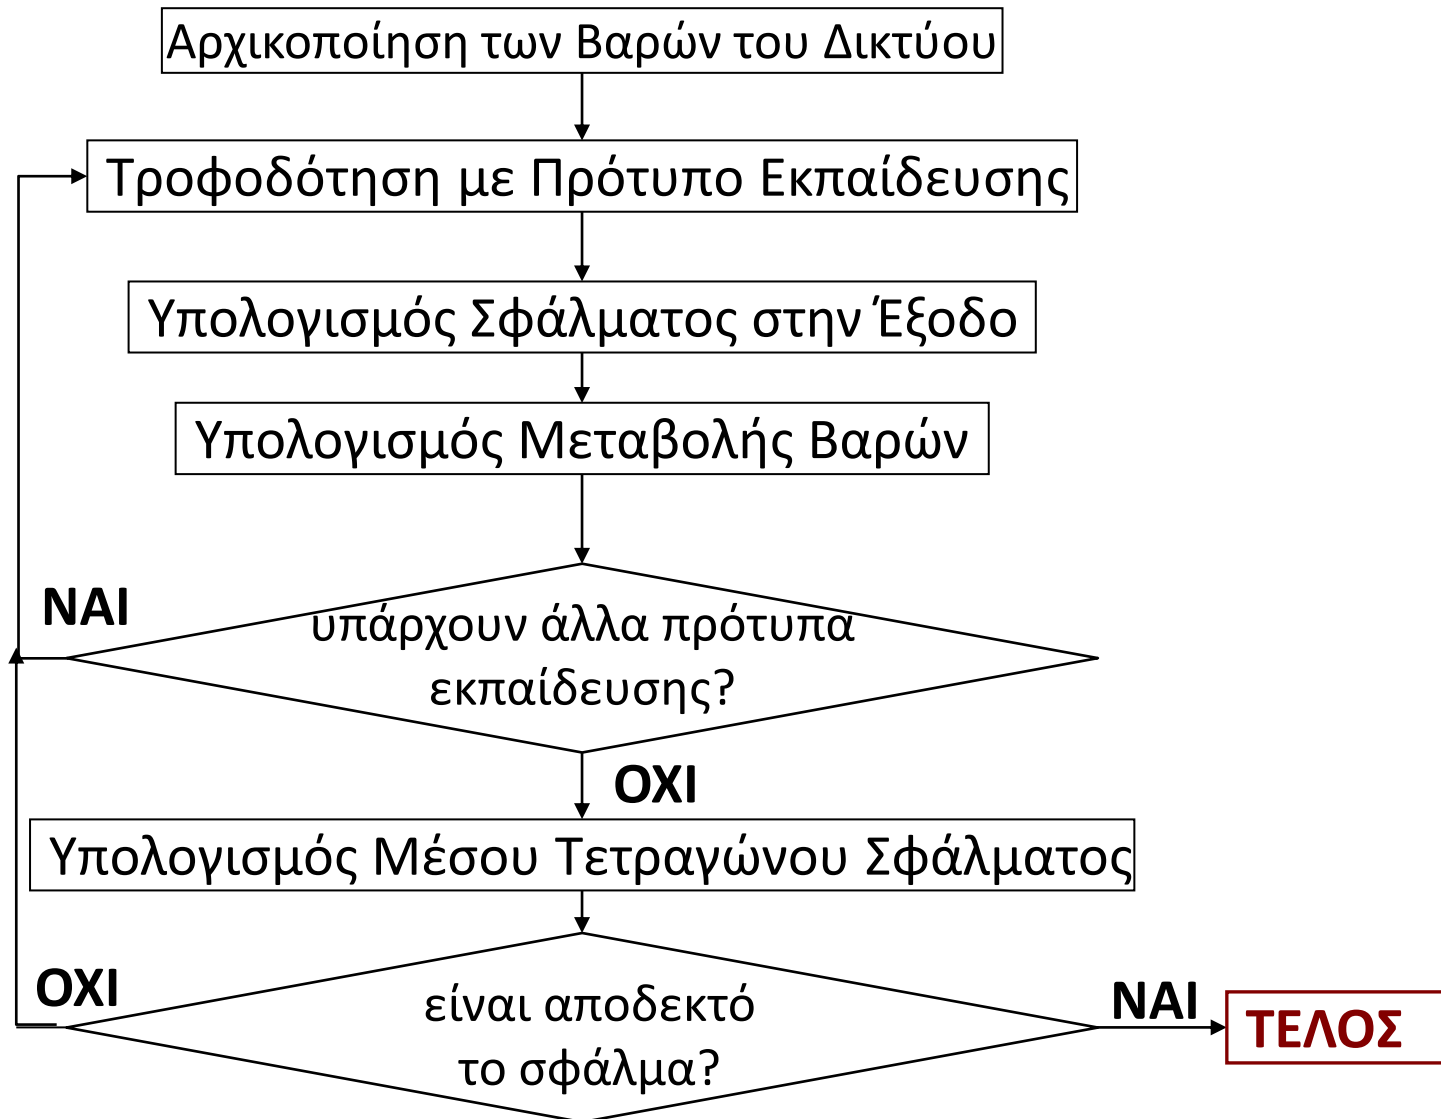 Αρχικοποίηση των Βαρών του Δικτύου
Τροφοδότηση με Πρότυπο Εκπαίδευσης
Υπολογισμός Σφάλματος στην Έξοδο
Υπολογισμός Μεταβολής Βαρών
ΝΑΙ
υπάρχουν άλλα πρότυπα
εκπαίδευσης?
ΟΧΙ
Υπολογισμός Μέσου Τετραγώνου Σφάλματος
ΟΧΙ
είναι αποδεκτό
το σφάλμα?
ΝΑΙ
ΤΕΛΟΣ